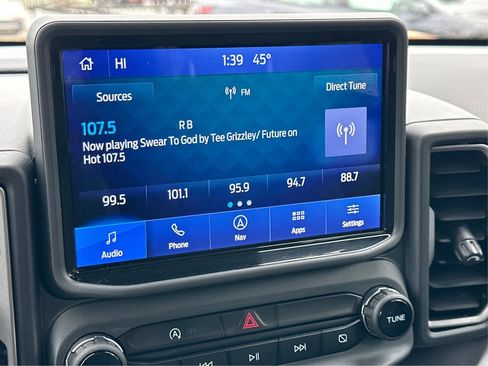 HI 1:39 45°
Sources FM Direct Tune
107.5 R B
Now playing Swear To God by Tee Grizzley/ Future on
Hot 107.5
99.5 101.1 95.9 94.7 88.7
Audio Phone Nav Apps Settings
OFF
TUNE